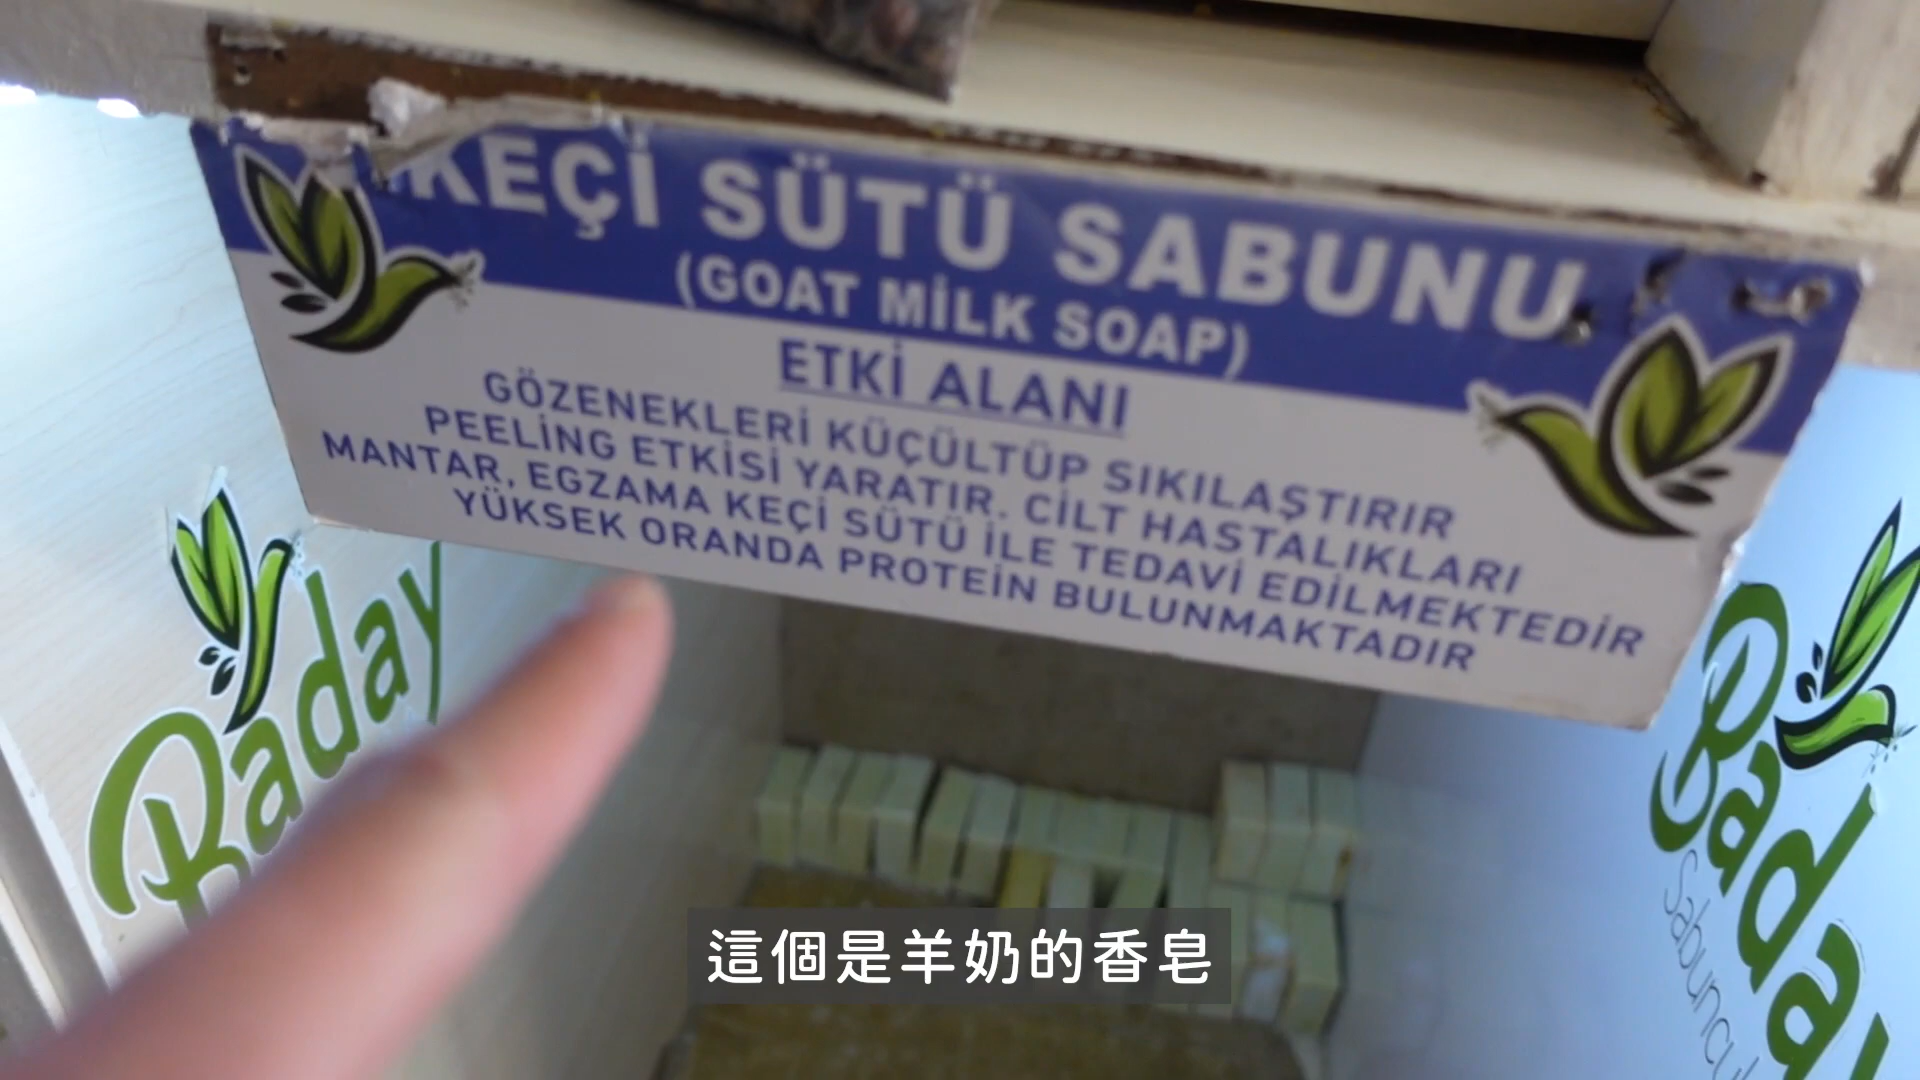 KEÇİ SÜTÜ SABUNU
(GOAT MİLK SOAP)
ETKİ ALANI
GÖZENEKLERİ KÜÇÜLTÜP SIKILAŞTIRIR
PEELİNG ETKİSİ YARATIR. CİLT HASTALIKLARI
MANTAR, EGZAMA KEÇİ SÜTÜ İLE TEDAVİ EDİLMEKTEDİR
YÜKSEK ORANDA PROTEİN BULUNMAKTADIR
Baday
Baday
這個是羊奶的香皂